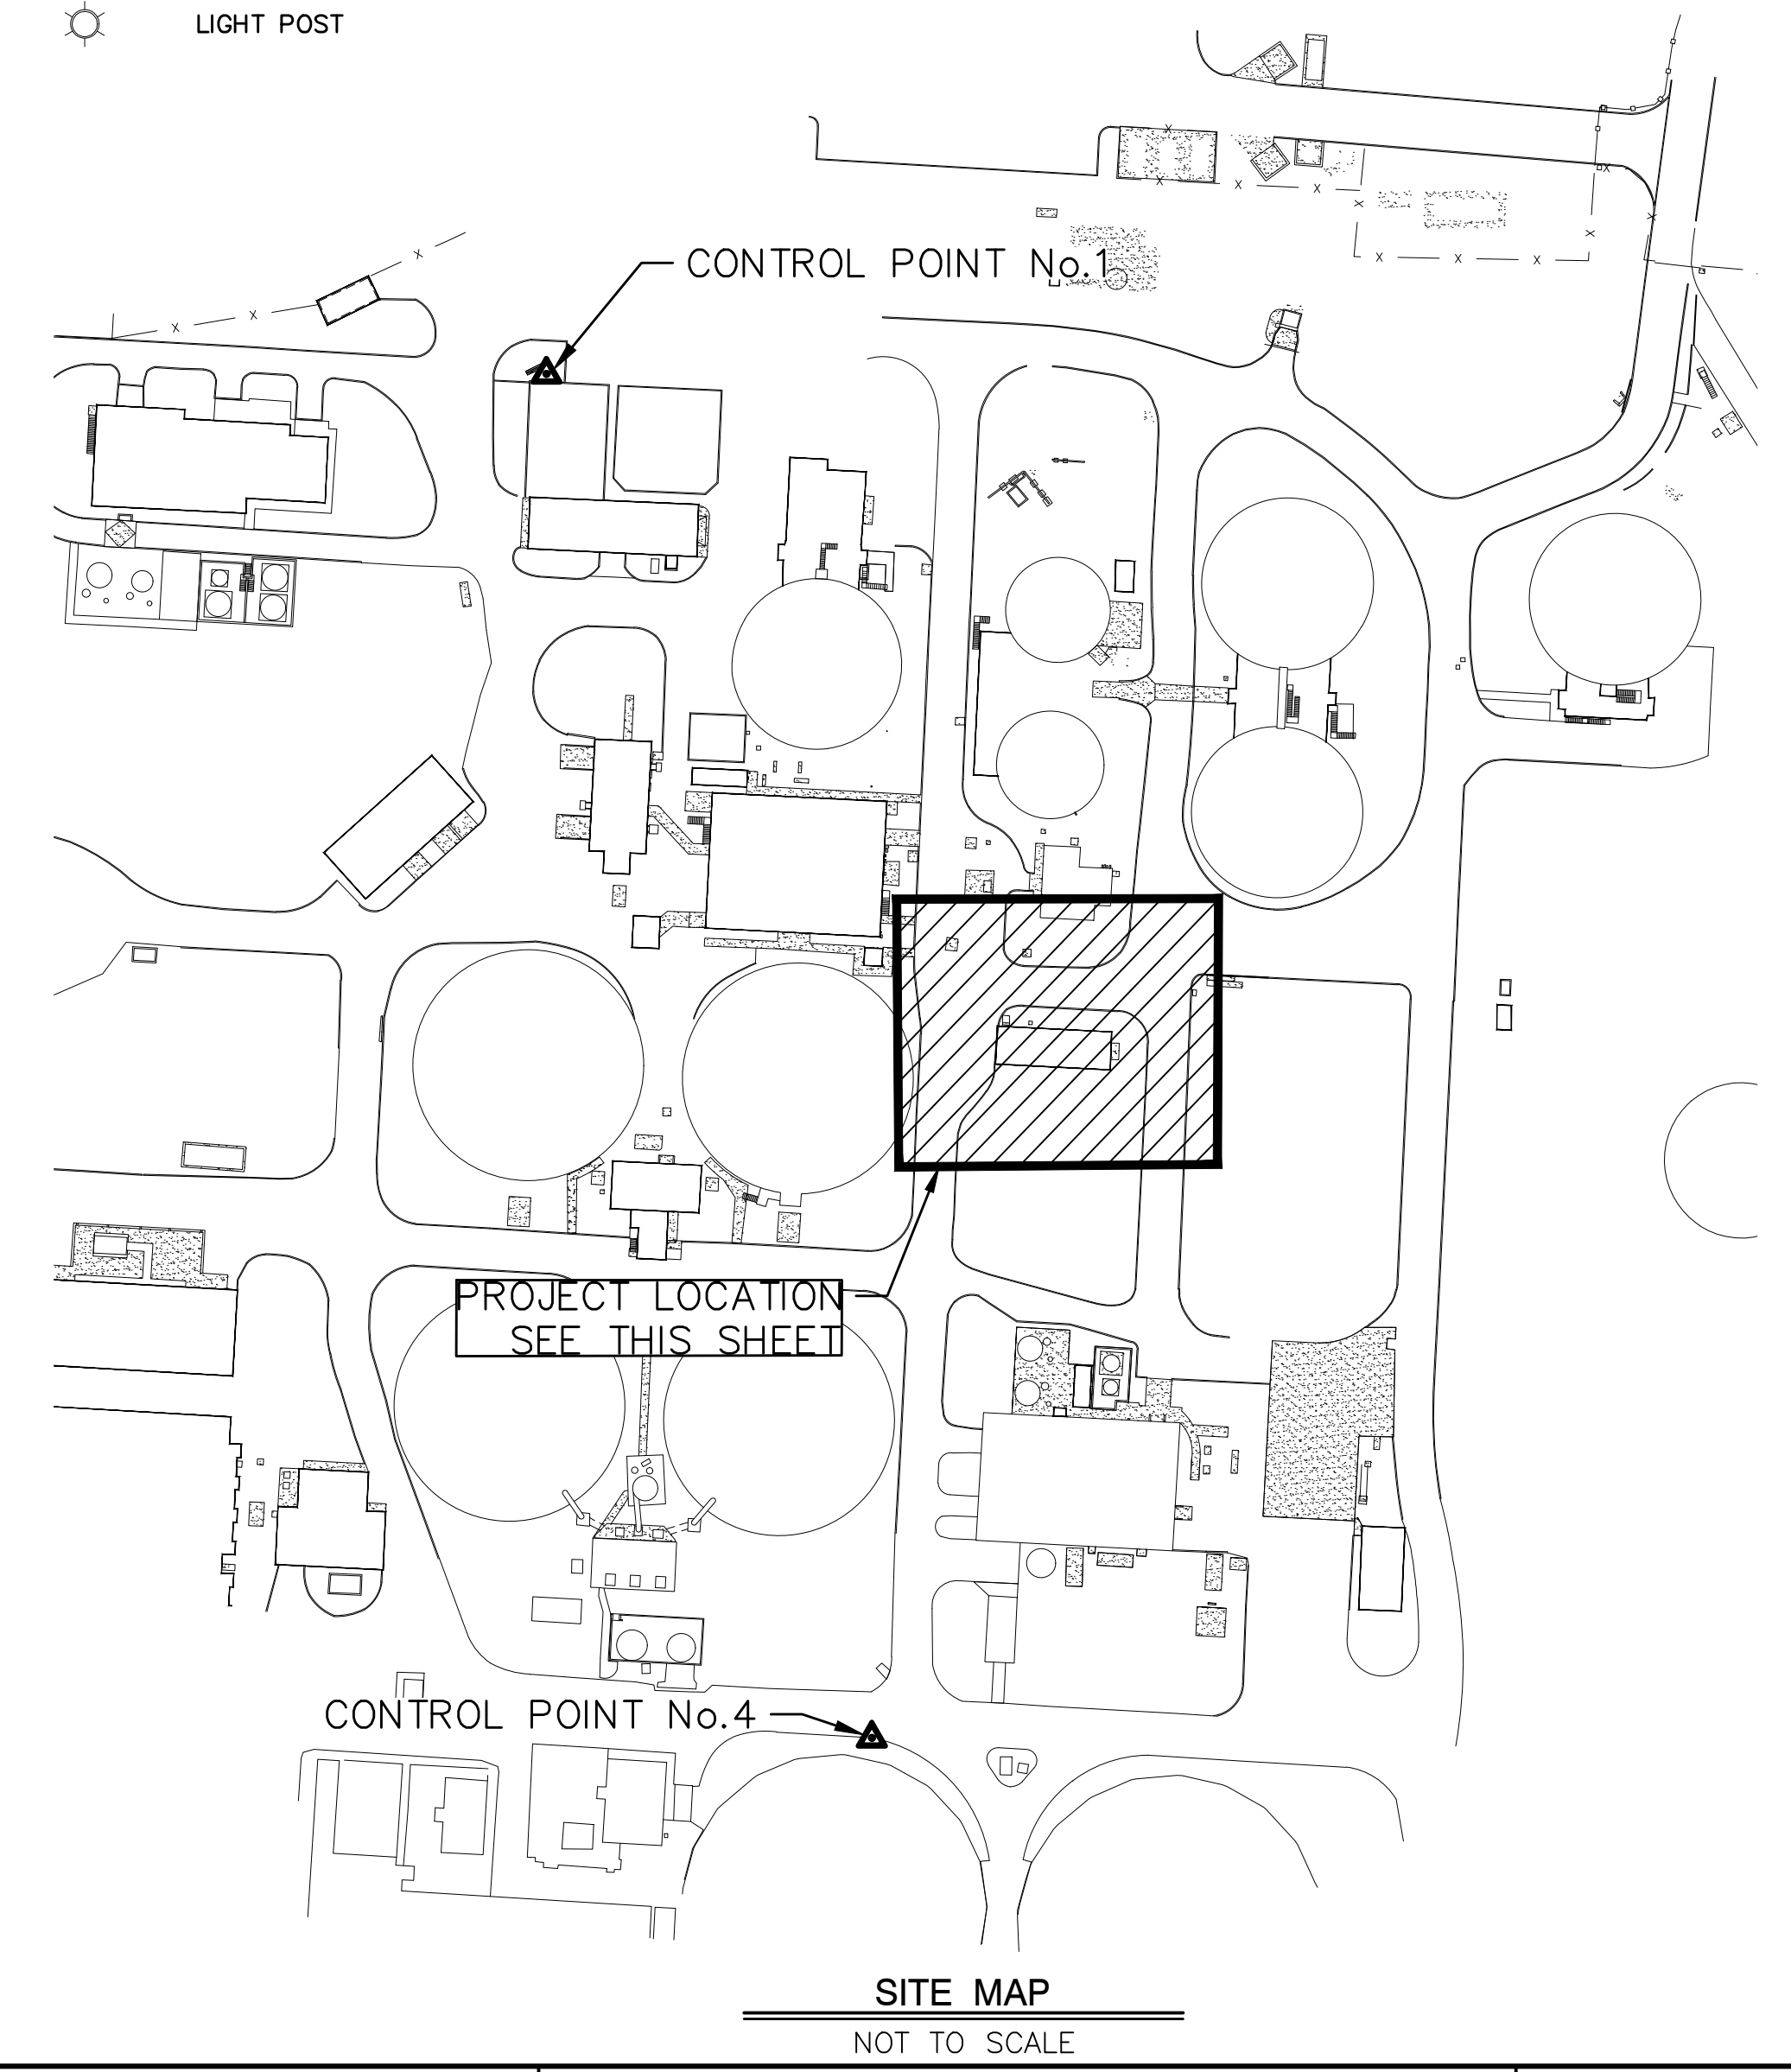 LIGHT POST
CONTROL POINT No.1
PROJECT LOCATION
SEE THIS SHEET
CONTROL POINT No.4
SITE MAP
NOT TO SCALE